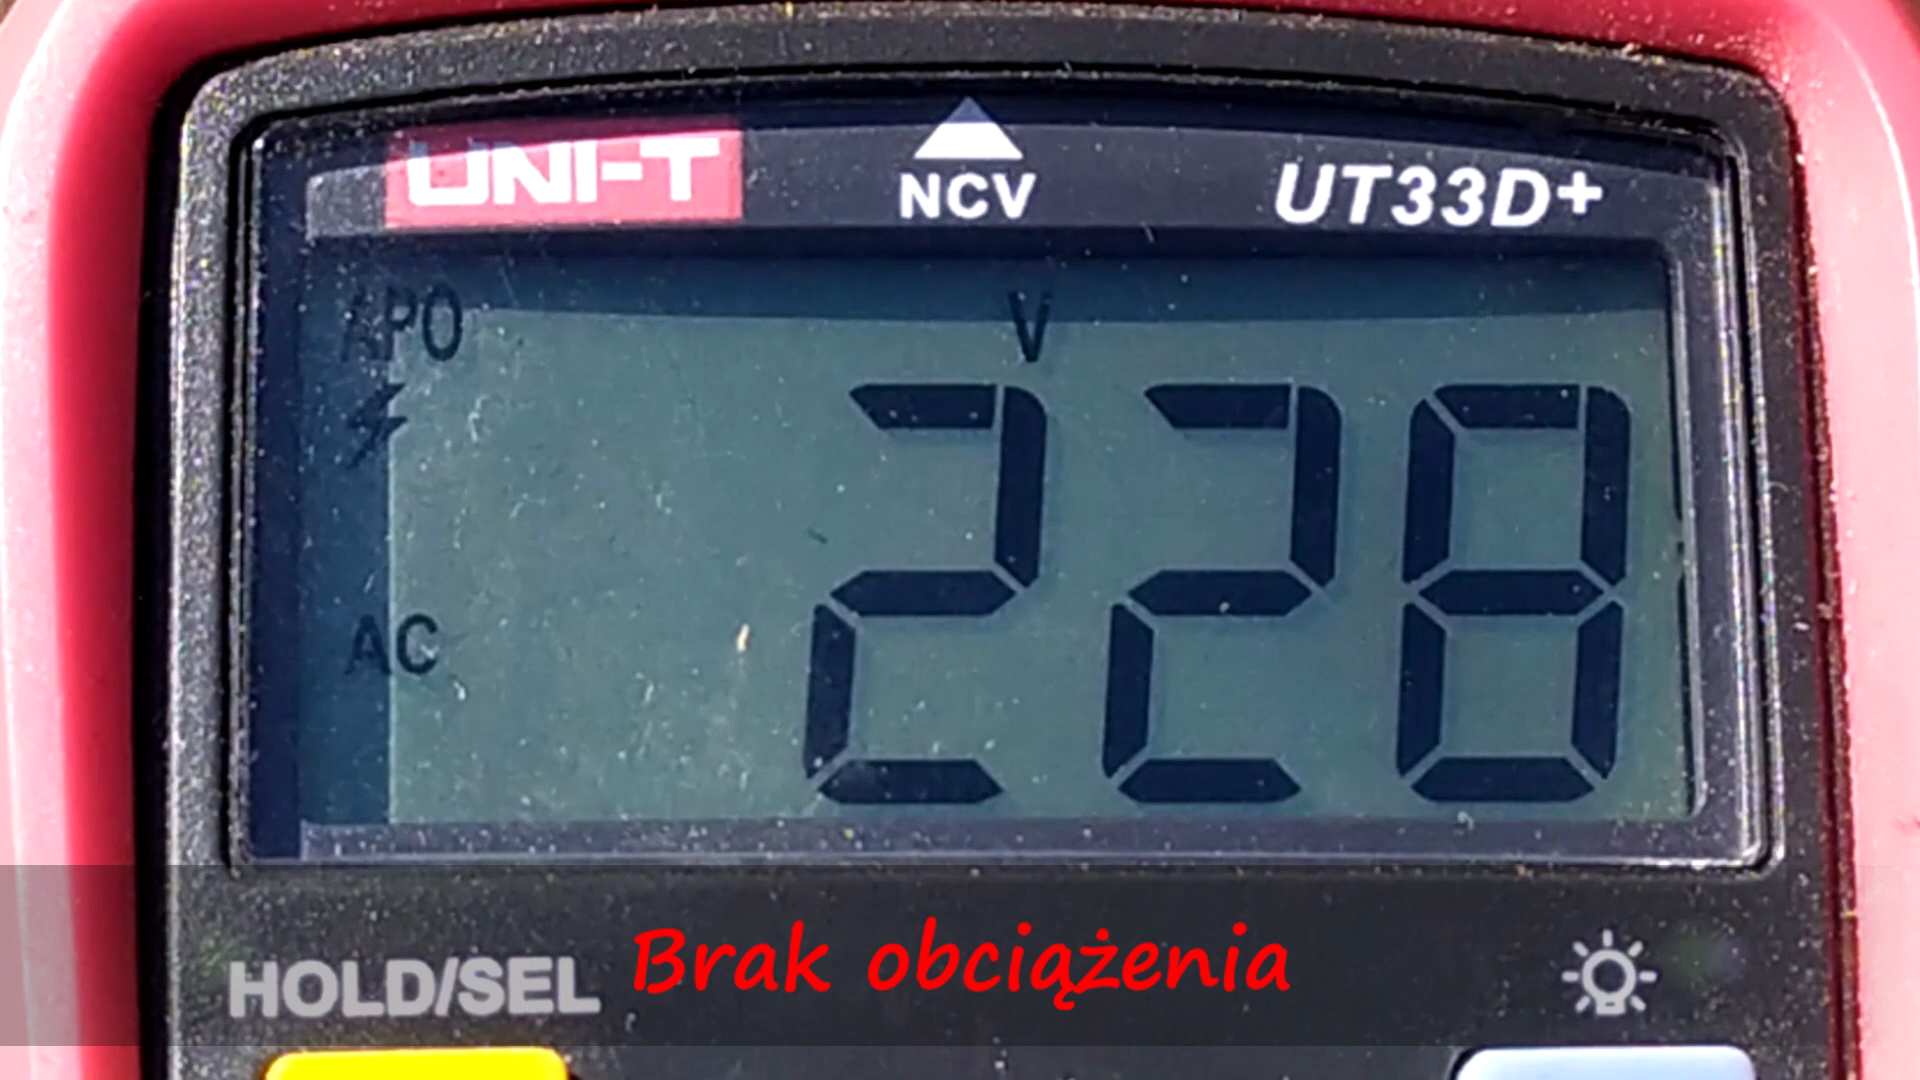 UNI-T
NCV
UT33D+
APO
V
228
AC
HOLD/SEL
Brak obciążenia